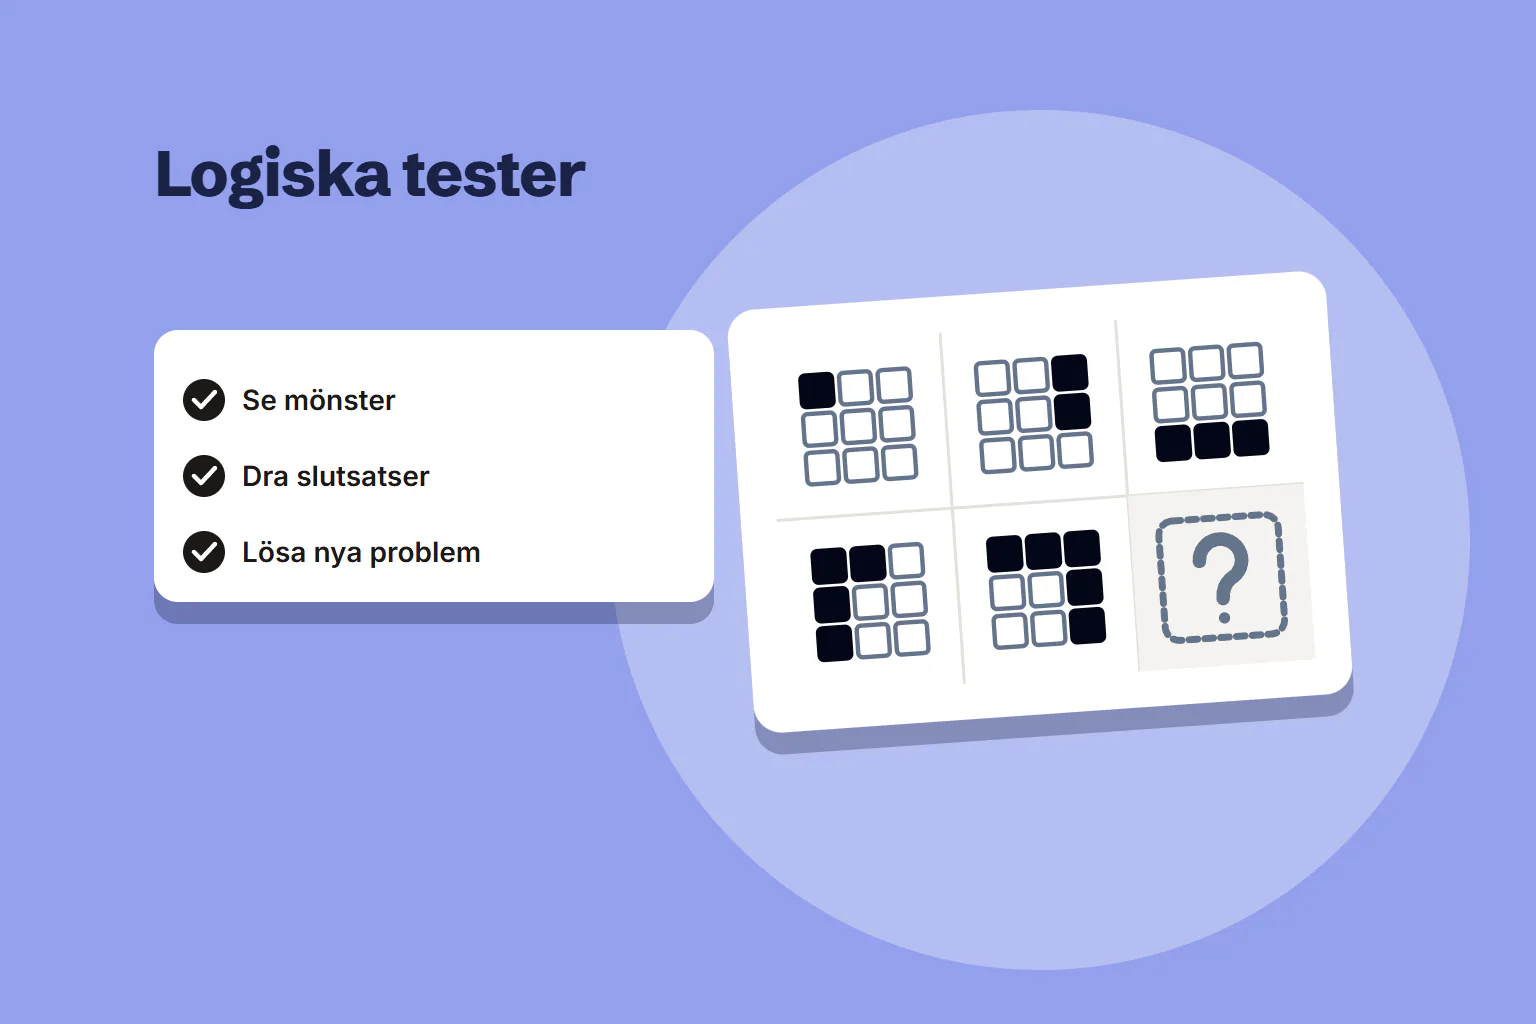 Logiska tester
Se mönster
Dra slutsatser
Lösa nya problem
?